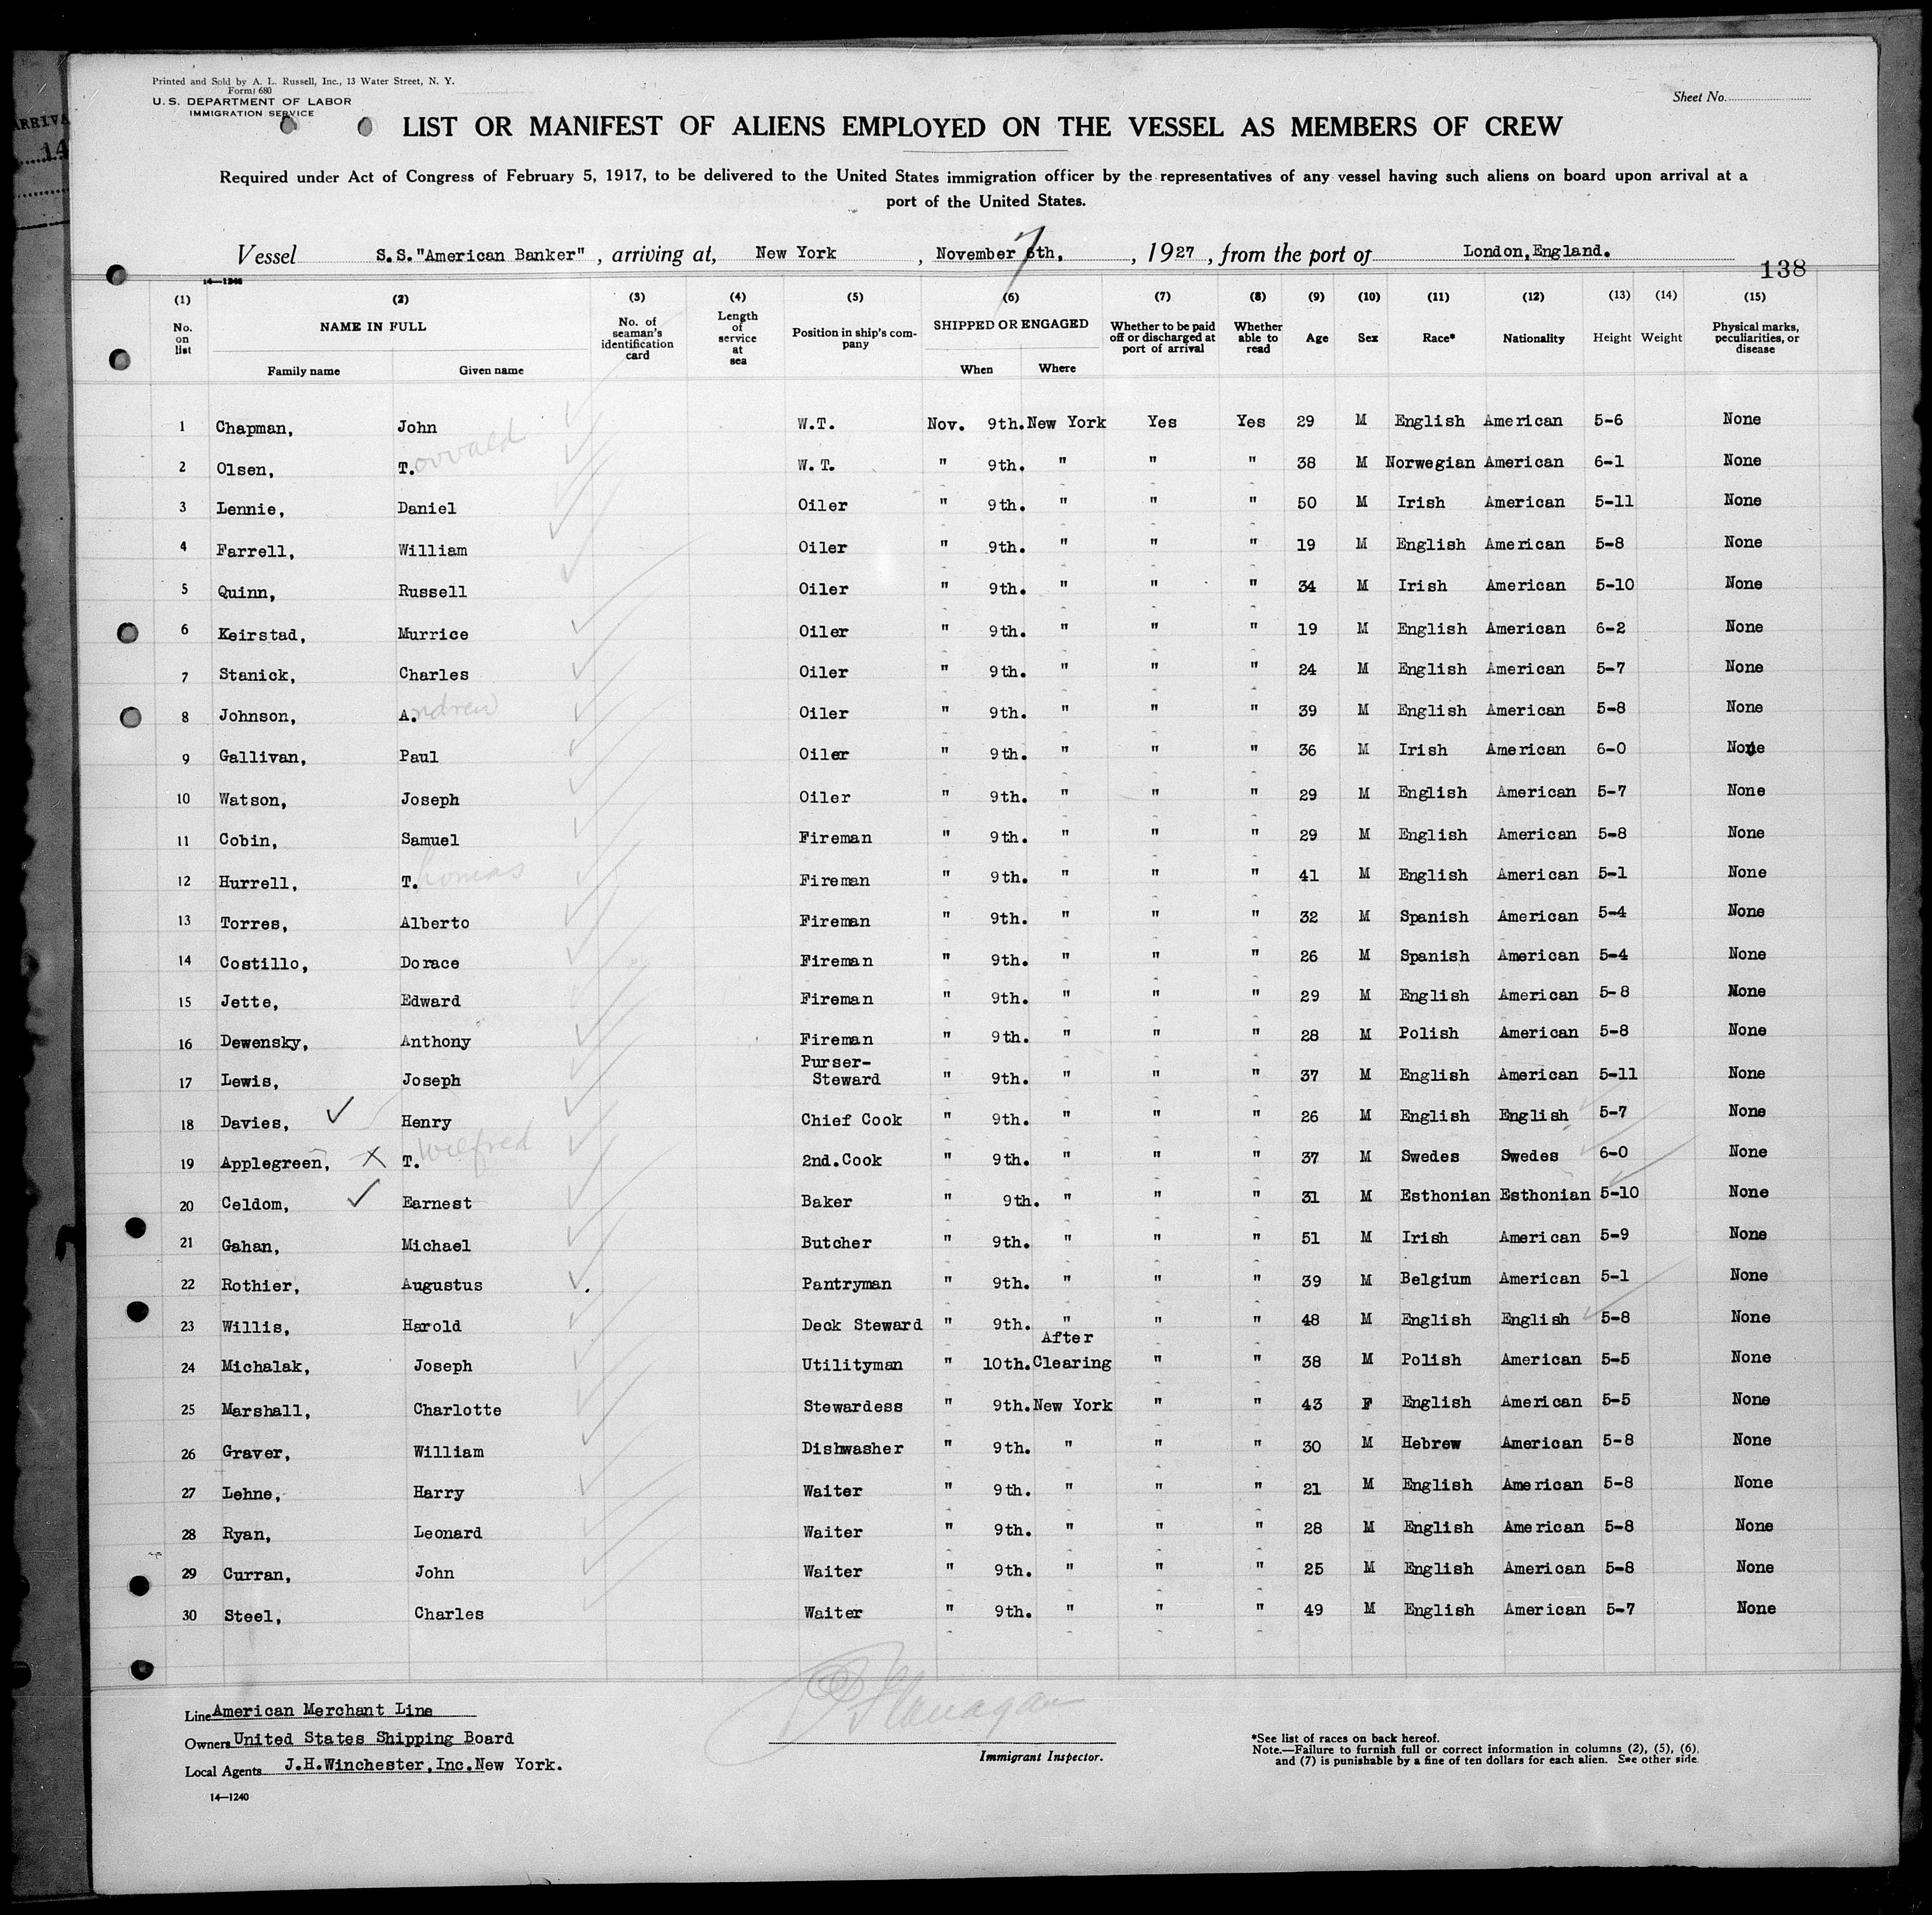 ARRIVA
14
Printed and Sold by A. L. Russell, Inc., 13 Water Street, N. Y.
Form 680
U. S. DEPARTMENT OF LABOR
IMMIGRATION SERVICE
Sheet No.
LIST OR MANIFEST OF ALIENS EMPLOYED ON THE VESSEL AS MEMBERS OF CREW
Required under Act of Congress of February 5, 1917, to be delivered to the United States immigration officer by the representatives of any vessel having such aliens on board upon arrival at a
port of the United States.
Vessel S.S."American Banker" , arriving at, New York , November 6th, 7 , 1927 , from the port of London,England.
138
14—1240
(1) (2) (3) (4) (5) (6) (7) (8) (9) (10) (11) (12) (13) (14) (15)
No. on list NAME IN FULL Family name Given name No. of seaman's identification card Length of service at sea Position in ship's company SHIPPED OR ENGAGED When Where Whether to be paid off or discharged at port of arrival Whether able to read Age Sex Race* Nationality Height Weight Physical marks, peculiarities, or disease
1 Chapman, John W.T. Nov. 9th. New York Yes Yes 29 M English American 5-6 None
2 Olsen, T.orvald W.T. " 9th. " " " 38 M Norwegian American 6-1 None
3 Lennie, Daniel Oiler " 9th. " " " 50 M Irish American 5-11 None
4 Farrell, William Oiler " 9th. " " " 19 M English American 5-8 None
5 Quinn, Russell Oiler " 9th. " " " 34 M Irish American 5-10 None
6 Keirstad, Murrice Oiler " 9th. " " " 19 M English American 6-2 None
7 Stanick, Charles Oiler " 9th. " " " 24 M English American 5-7 None
8 Johnson, A.ndrew Oiler " 9th. " " " 39 M English American 5-8 None
9 Gallivan, Paul Oiler " 9th. " " " 36 M Irish American 6-0 None
10 Watson, Joseph Oiler " 9th. " " " 29 M English American 5-7 None
11 Cobin, Samuel Fireman " 9th. " " " 29 M English American 5-8 None
12 Hurrell, T.homas Fireman " 9th. " " " 41 M English American 5-1 None
13 Torres, Alberto Fireman " 9th. " " " 32 M Spanish American 5-4 None
14 Costillo, Dorace Fireman " 9th. " " " 26 M Spanish American 5-4 None
15 Jette, Edward Fireman " 9th. " " " 29 M English American 5-8 None
16 Dewensky, Anthony Fireman " 9th. " " " 28 M Polish American 5-8 None
17 Lewis, Joseph Purser-Steward " 9th. " " " 37 M English American 5-11 None
18 Davies, Henry Chief Cook " 9th. " " " 26 M English English 5-7 None
19 Applegreen, T. Wilfred 2nd.Cook " 9th. " " " 37 M Swedes Swedes 6-0 None
20 Celdom, Earnest Baker " 9th. " " " 31 M Esthonian Esthonian 5-10 None
21 Gahan, Michael Butcher " 9th. " " " 51 M Irish American 5-9 None
22 Rothier, Augustus Pantryman " 9th. " " " 39 M Belgium American 5-1 None
23 Willis, Harold Deck Steward " 9th. " " " 48 M English English 5-8 None
24 Michalak, Joseph Utilityman " 10th. After Clearing " " 38 M Polish American 5-5 None
25 Marshall, Charlotte Stewardess " 9th. New York " " 43 F English American 5-5 None
26 Graver, William Dishwasher " 9th. " " " 30 M Hebrew American 5-8 None
27 Lehne, Harry Waiter " 9th. " " " 21 M English American 5-8 None
28 Ryan, Leonard Waiter " 9th. " " " 28 M English American 5-8 None
29 Curran, John Waiter " 9th. " " " 25 M English American 5-8 None
30 Steel, Charles Waiter " 9th. " " " 49 M English American 5-7 None
Line American Merchant Line
Owners United States Shipping Board
Local Agents J.H.Winchester,Inc.New York.
14—1240
Flanagan
Immigrant Inspector.
*See list of races on back hereof.
Note.—Failure to furnish full or correct information in columns (2), (5), (6),
and (7) is punishable by a fine of ten dollars for each alien. See other side.